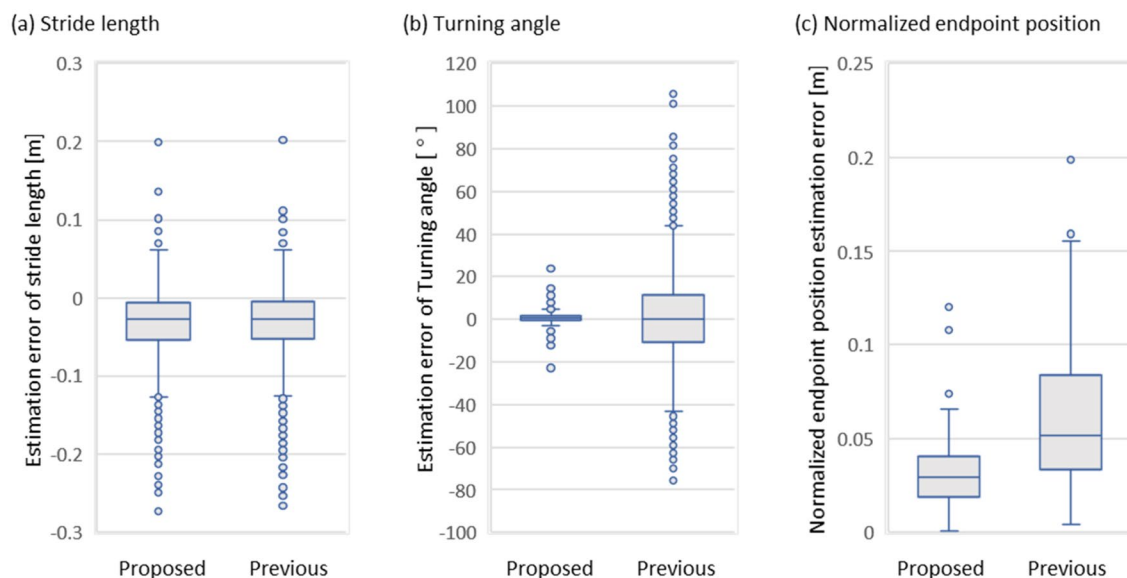 (a) Stride length
(b) Turning angle
(c) Normalized endpoint position
Estimation error of stride length [m]
0.3
0.2
0.1
0
-0.1
-0.2
-0.3
Proposed Previous
Estimation error of Turning angle [ ° ]
120
100
80
60
40
20
0
-20
-40
-60
-80
-100
Proposed Previous
Normalized endpoint position estimation error [m]
0.25
0.2
0.15
0.1
0.05
0
Proposed Previous